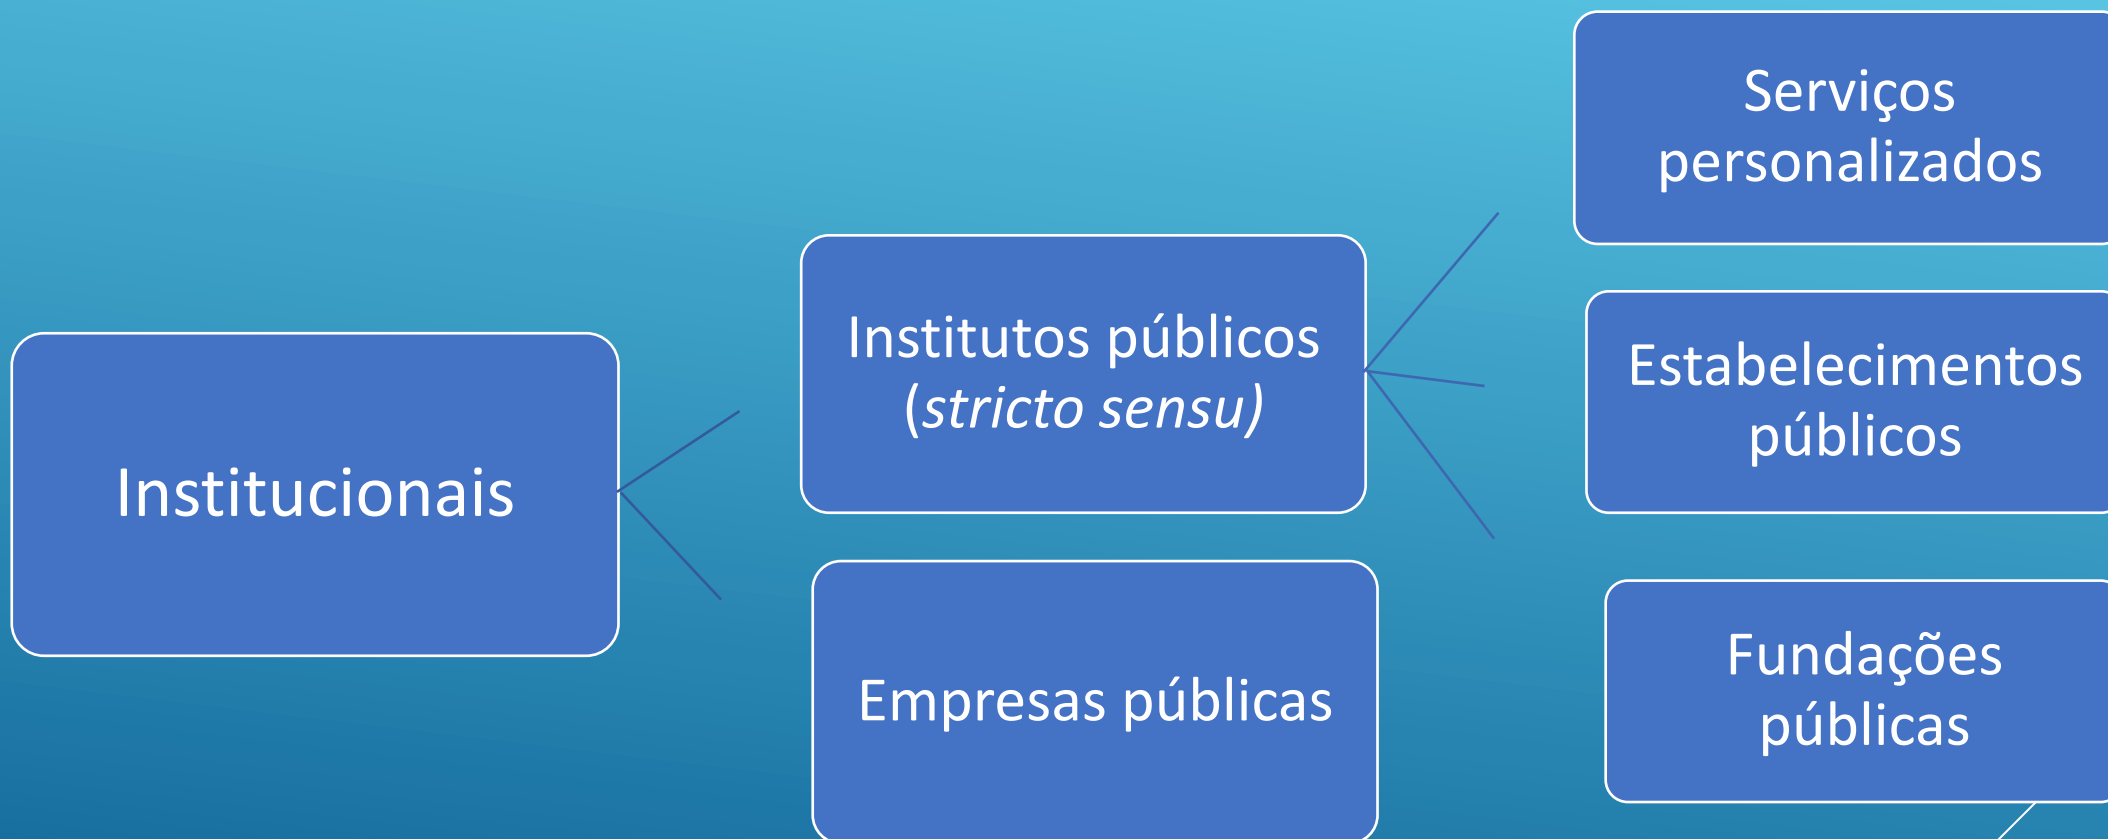 Institucionais
Institutos públicos
(stricto sensu)
Empresas públicas
Serviços
personalizados
Estabelecimentos
públicos
Fundações
públicas